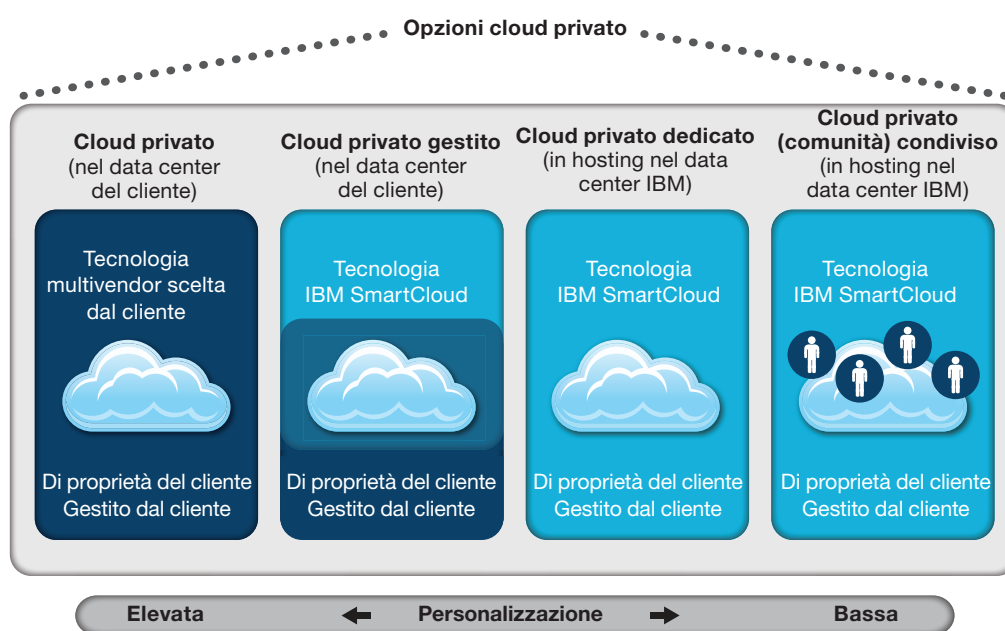 Opzioni cloud privato
Cloud privato
(nel data center
del cliente)
Tecnologia
multivendor scelta
dal cliente
Di proprietà del cliente
Gestito dal cliente
Cloud privato gestito
(nel data center
del cliente)
Tecnologia
IBM SmartCloud
Di proprietà del cliente
Gestito dal cliente
Cloud privato dedicato
(in hosting nel data
center IBM)
Tecnologia
IBM SmartCloud
Di proprietà del cliente
Gestito dal cliente
Cloud privato
(comunità) condiviso
(in hosting nel
data center IBM)
Tecnologia
IBM SmartCloud
Di proprietà del cliente
Gestito dal cliente
Elevata Personalizzazione Bassa